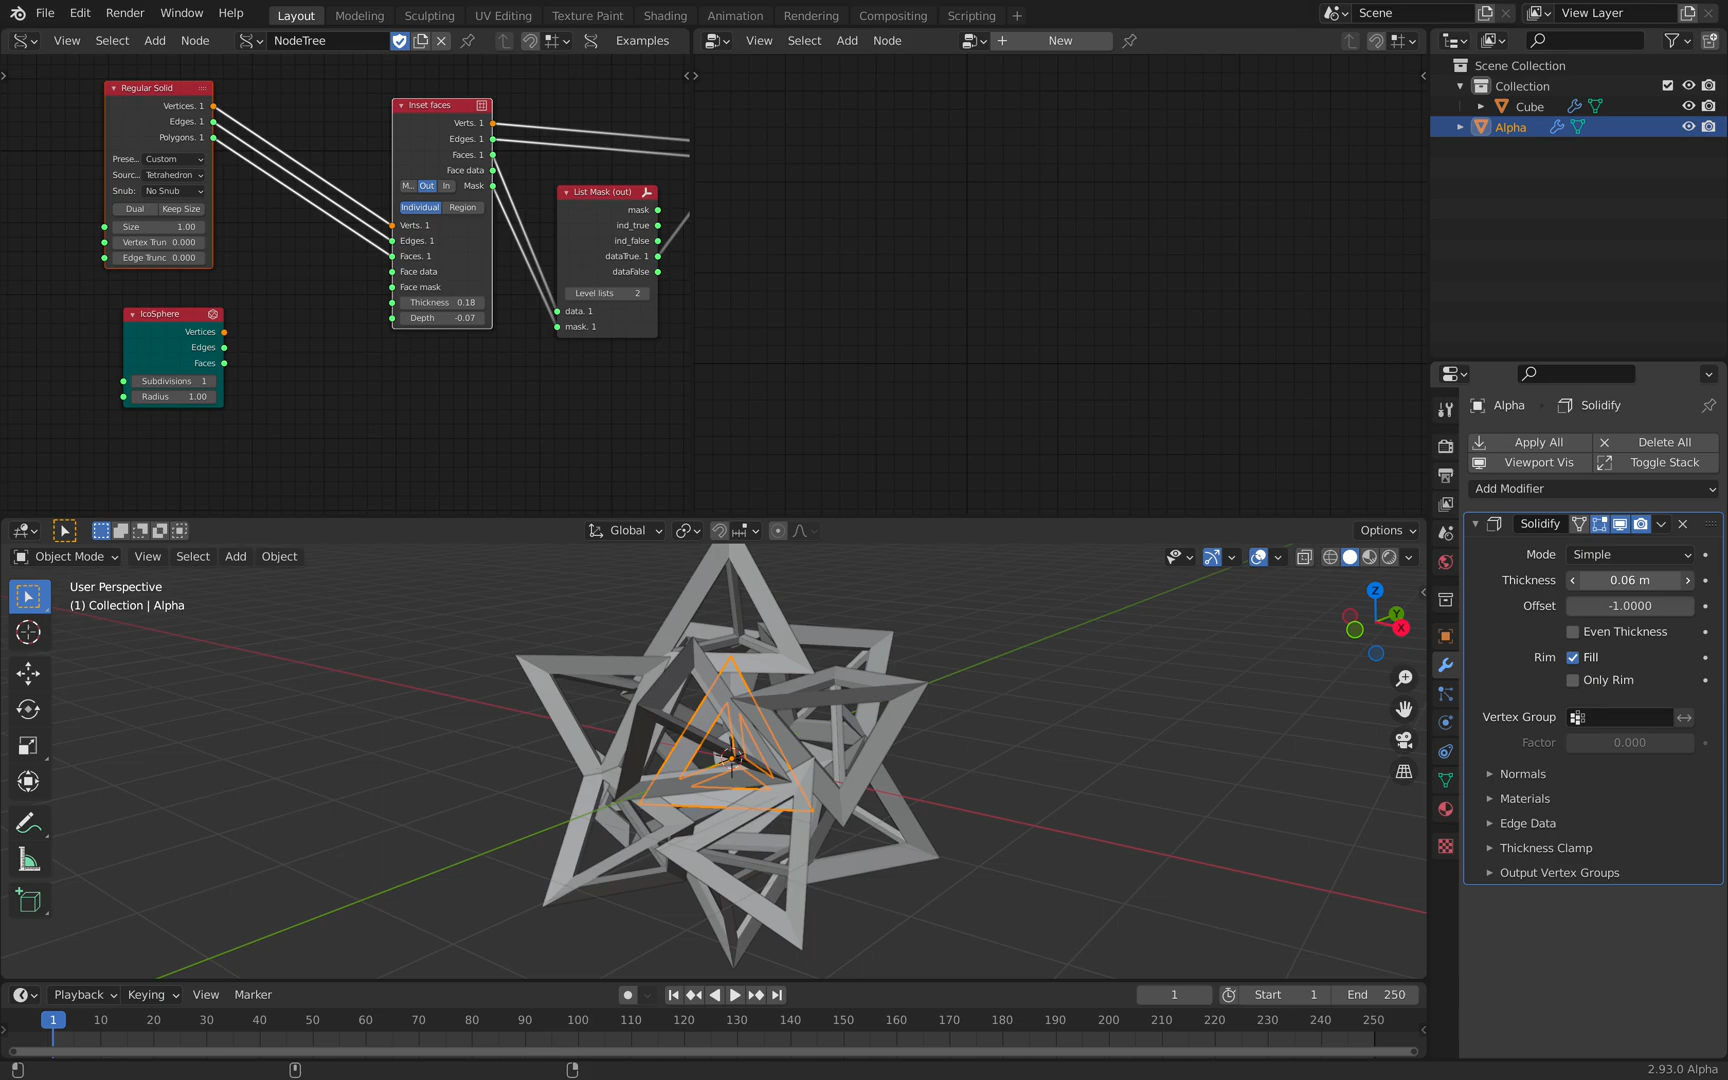 File Edit Render Window Help Layout Modeling Sculpting UV Editing Texture Paint Shading Animation Rendering Compositing Scripting + Scene View Layer
View Select Add Node NodeTree Examples
View Select Add Node New
Regular Solid
Vertices. 1
Edges. 1
Polygons. 1
Prese... Custom
Sourc... Tetrahedron
Snub: No Snub
Dual Keep Size
Size 1.00
Vertex Trun 0.000
Edge Trunc 0.000
IcoSphere
Vertices
Edges
Faces
Subdivisions 1
Radius 1.00
Inset faces
Verts. 1
Edges. 1
Faces. 1
Face data
M... Out In Mask
Individual Region
Verts. 1
Edges. 1
Faces. 1
Face data
Face mask
Thickness 0.18
Depth -0.07
List Mask (out)
mask
ind_true
ind_false
dataTrue. 1
dataFalse
Level lists 2
data. 1
mask. 1
Scene Collection
Collection
Cube
Alpha
Alpha Solidify
Apply All Delete All
Viewport Vis Toggle Stack
Add Modifier
Solidify
Mode Simple
Thickness 0.06 m
Offset -1.0000
Even Thickness
Rim Fill
Only Rim
Vertex Group
Factor 0.000
Normals
Materials
Edge Data
Thickness Clamp
Output Vertex Groups
Global Options
Object Mode View Select Add Object
User Perspective
(1) Collection | Alpha
Z
Y
X
Playback Keying View Marker 1 Start 1 End 250
1 10 20 30 40 50 60 70 80 90 100 110 120 130 140 150 160 170 180 190 200 210 220 230 240 250
2.93.0 Alpha